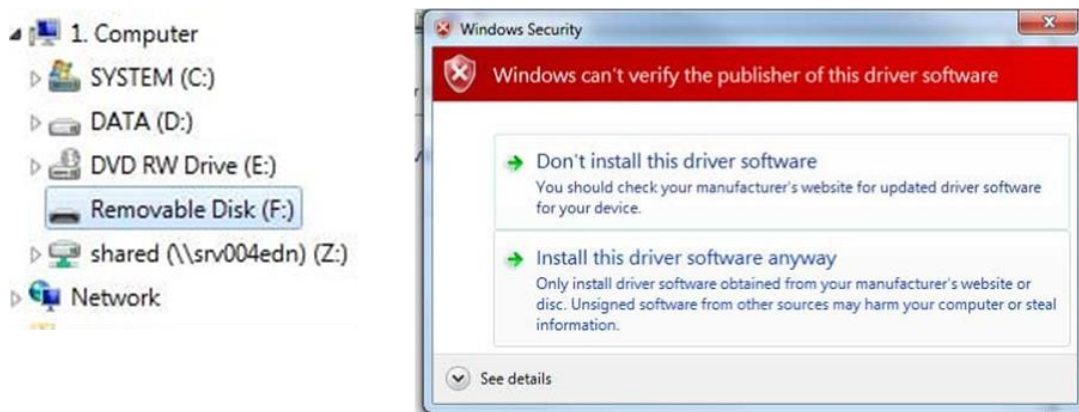 1. Computer
SYSTEM (C:)
DATA (D:)
DVD RW Drive (E:)
Removable Disk (F:)
shared (\\srv004edn) (Z:)
Network
Windows Security
Windows can't verify the publisher of this driver software
Don't install this driver software
You should check your manufacturer's website for updated driver software
for your device.
Install this driver software anyway
Only install driver software obtained from your manufacturer's website or
disc. Unsigned software from other sources may harm your computer or steal
information.
See details